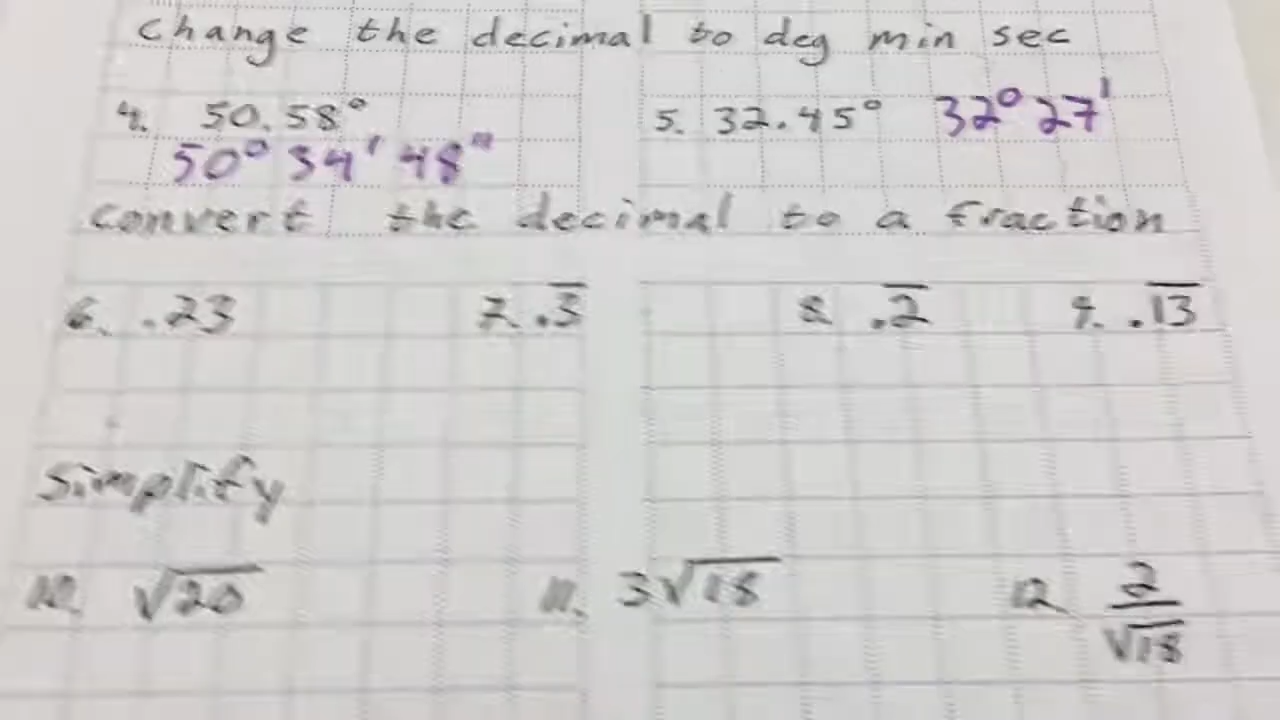 change the decimal to deg min sec
4. 50.58° 5. 32.45° 32° 27'
50° 34' 48"
convert the decimal to a fraction
6. .23 7. .3̅ 8. .2̅ 9. .1̅3̅
Simplify
10. √20 11. 3√18 12. 2/√18